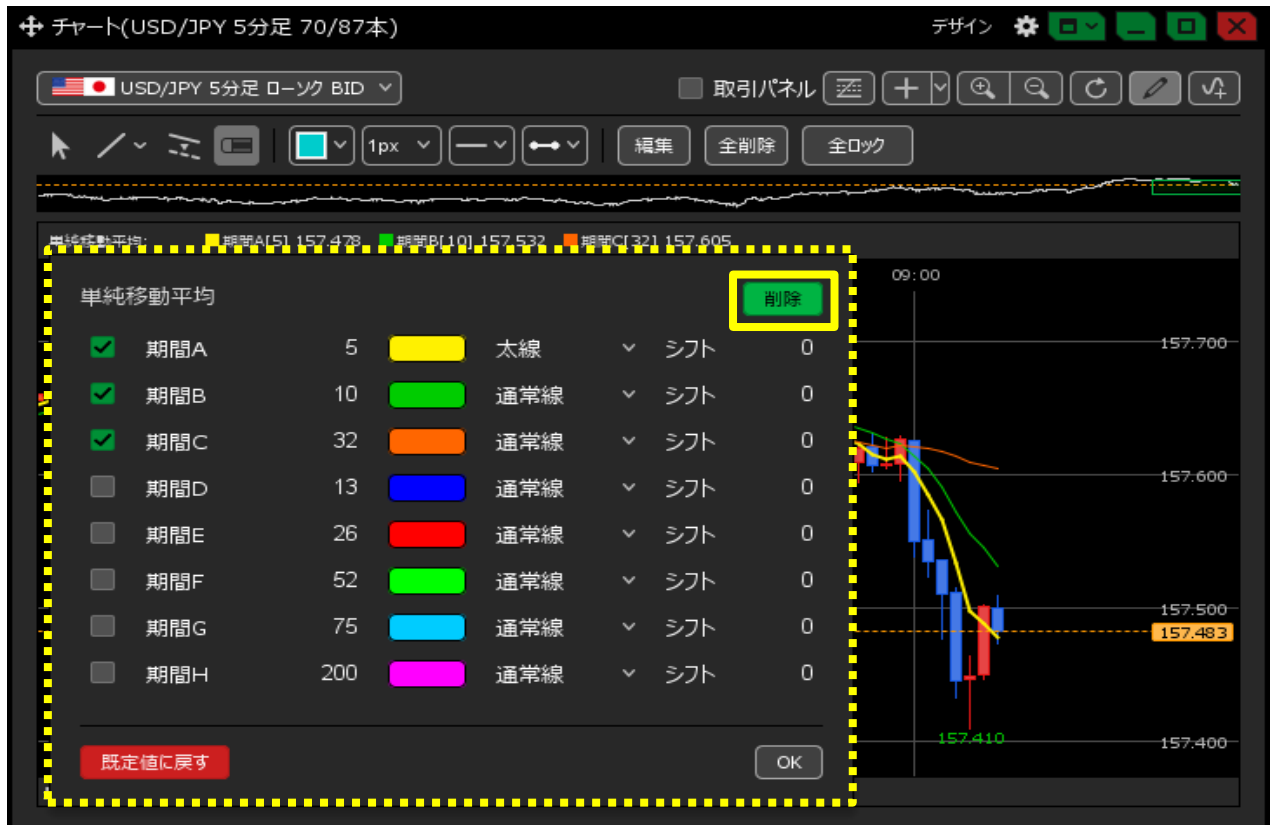 チャート(USD/JPY 5分足 70/87本) デザイン
USD/JPY 5分足 ローソク BID 取引パネル
1px 編集 全削除 全ロック
単純移動平均: 期間A[5] 157.478 期間B[10] 157.532 期間C[32] 157.605
09:00
単純移動平均 削除
期間A 5 太線 シフト 0
157.700
期間B 10 通常線 シフト 0
期間C 32 通常線 シフト 0
157.600
期間D 13 通常線 シフト 0
期間E 26 通常線 シフト 0
期間F 52 通常線 シフト 0
157.500
期間G 75 通常線 シフト 0
157.483
期間H 200 通常線 シフト 0
157.410
157.400
既定値に戻す OK